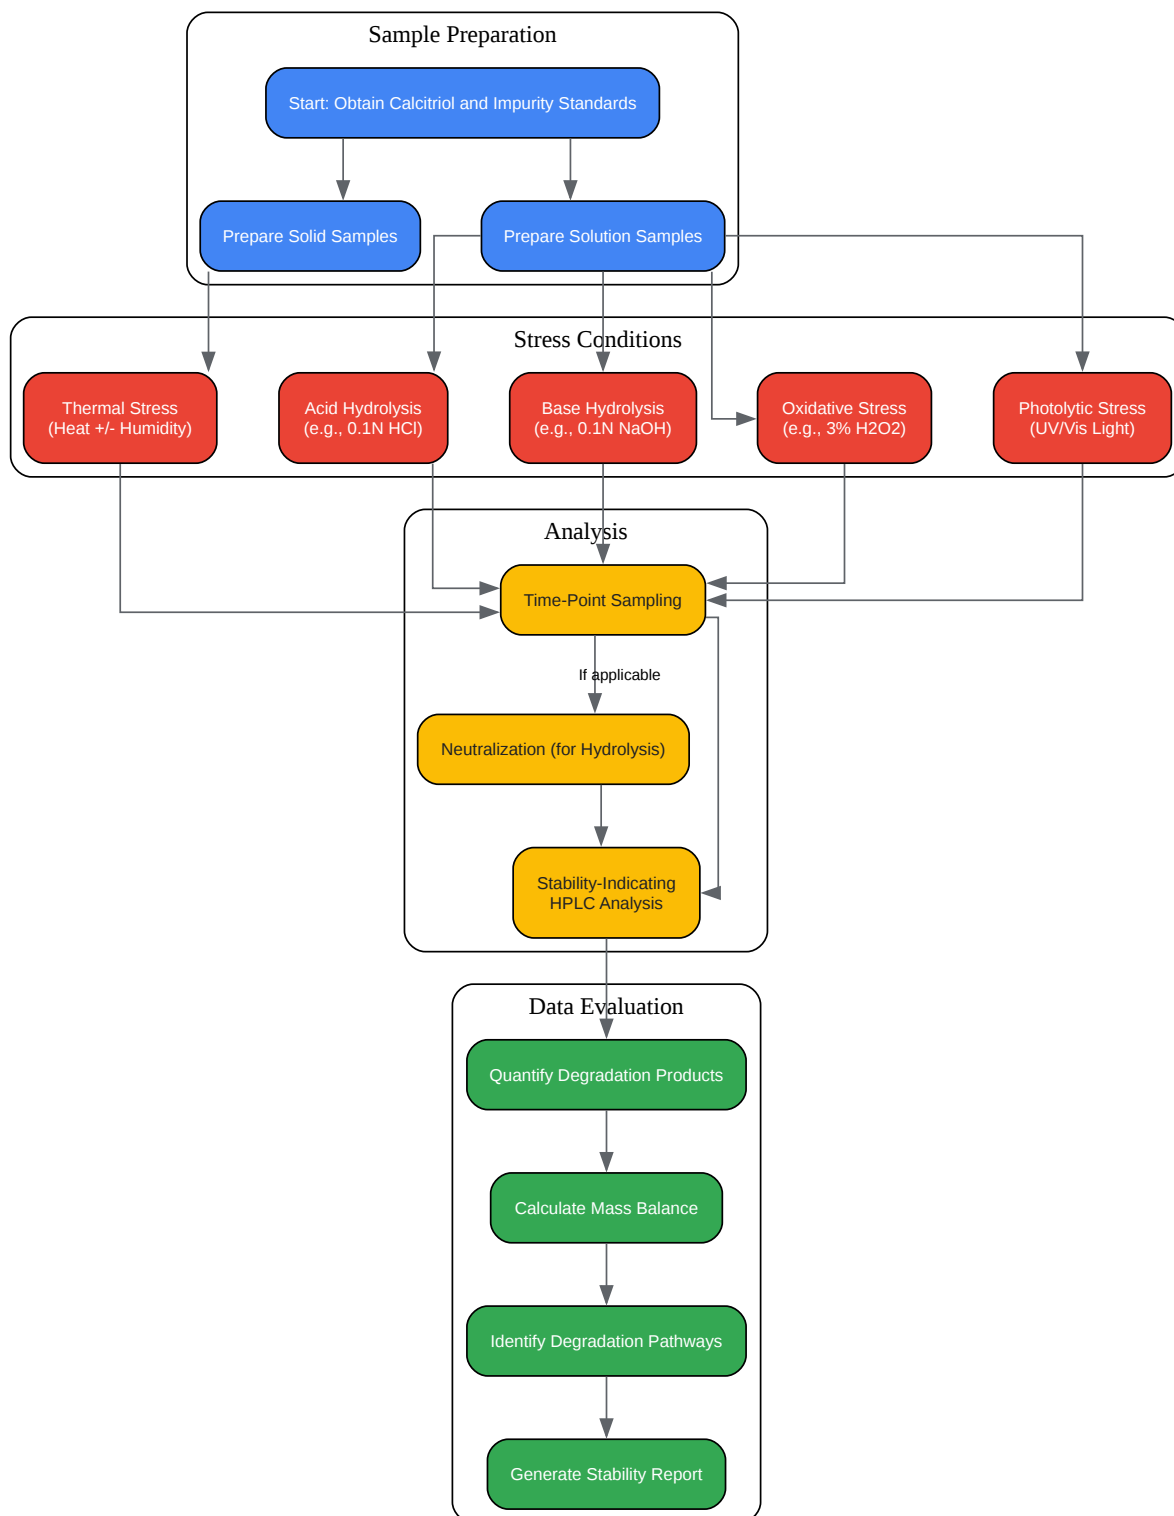 Sample Preparation
Start: Obtain Calcitriol and Impurity Standards
Prepare Solid Samples
Prepare Solution Samples
Stress Conditions
Thermal Stress
(Heat +/- Humidity)
Acid Hydrolysis
(e.g., 0.1N HCl)
Base Hydrolysis
(e.g., 0.1N NaOH)
Oxidative Stress
(e.g., 3% H2O2)
Photolytic Stress
(UV/Vis Light)
Analysis
Time-Point Sampling
If applicable
Neutralization (for Hydrolysis)
Stability-Indicating
HPLC Analysis
Data Evaluation
Quantify Degradation Products
Calculate Mass Balance
Identify Degradation Pathways
Generate Stability Report